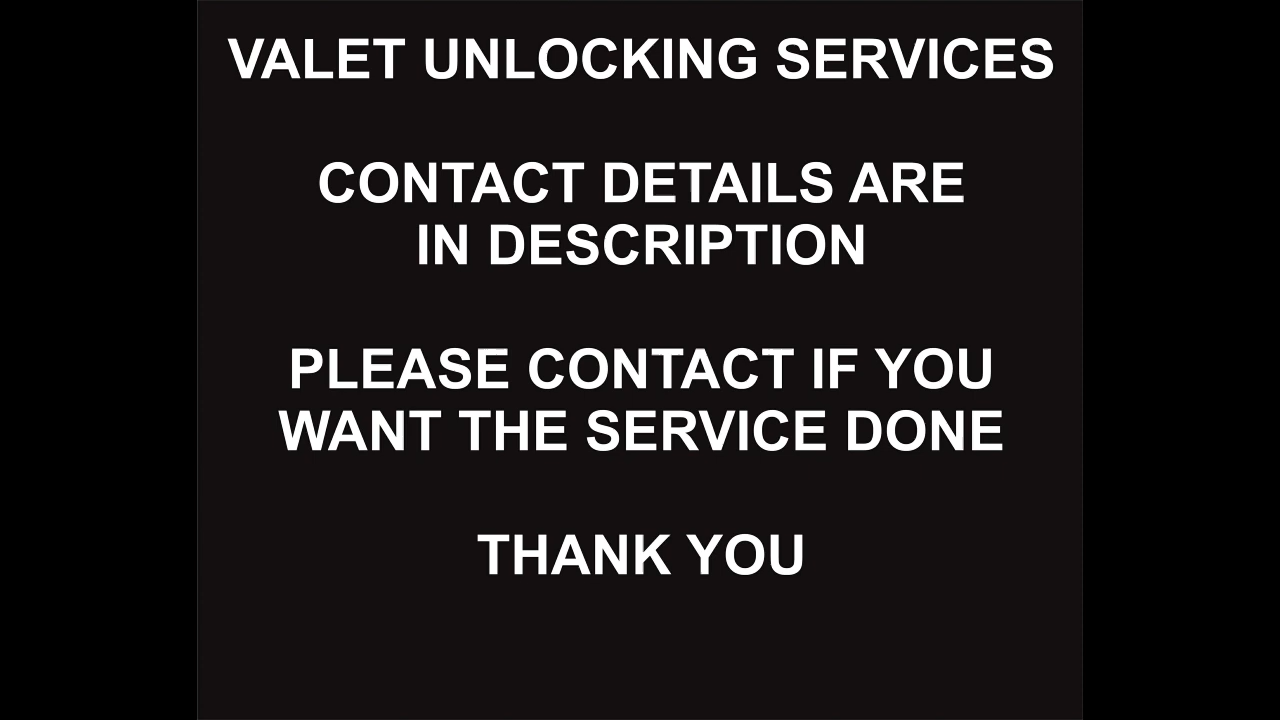 VALET UNLOCKING SERVICES
CONTACT DETAILS ARE
IN DESCRIPTION
PLEASE CONTACT IF YOU
WANT THE SERVICE DONE
THANK YOU